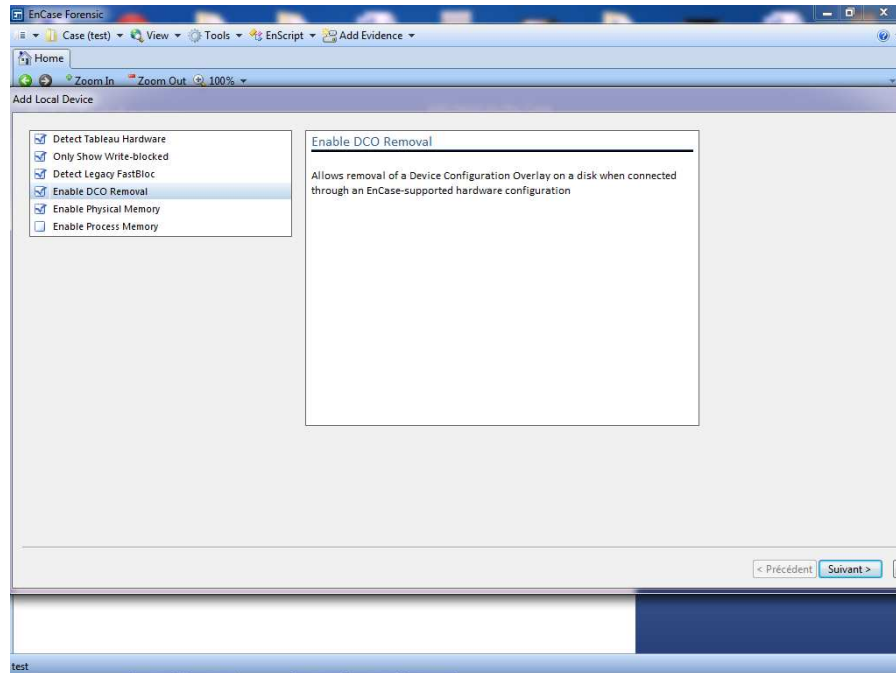 EnCase Forensic
Case (test) View Tools EnScript Add Evidence
Home
Zoom In Zoom Out 100%
Add Local Device
Detect Tableau Hardware
Only Show Write-blocked
Detect Legacy FastBloc
Enable DCO Removal
Enable Physical Memory
Enable Process Memory
Enable DCO Removal
Allows removal of a Device Configuration Overlay on a disk when connected
through an EnCase-supported hardware configuration
< Précédent Suivant >
test